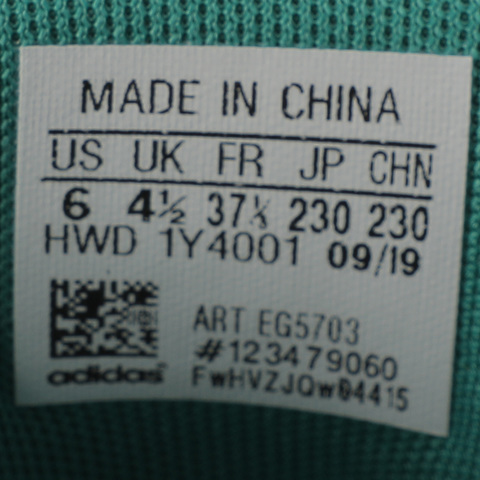 MADE IN CHINA
US UK FR JP CHN
6 4½ 37⅓ 230 230
HWD 1Y4001 09/19
ART EG5703
#123479060
adidas FwHVZJQw04415